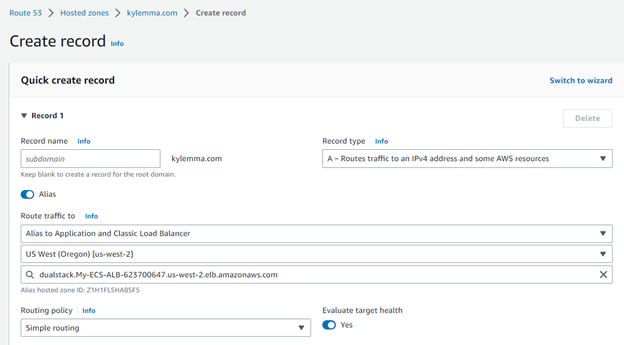 Route 53 > Hosted zones > kylemma.com > Create record
Create record Info
Quick create record Switch to wizard
Record 1 Delete
Record name Info Record type Info
subdomain kylemma.com A – Routes traffic to an IPv4 address and some AWS resources
Keep blank to create a record for the root domain.
Alias
Route traffic to Info
Alias to Application and Classic Load Balancer
US West (Oregon) [us-west-2]
dualstack.My-ECS-ALB-623700647.us-west-2.elb.amazonaws.com
Alias hosted zone ID: Z1H1FL5HABSF5
Routing policy Info Evaluate target health
Simple routing Yes